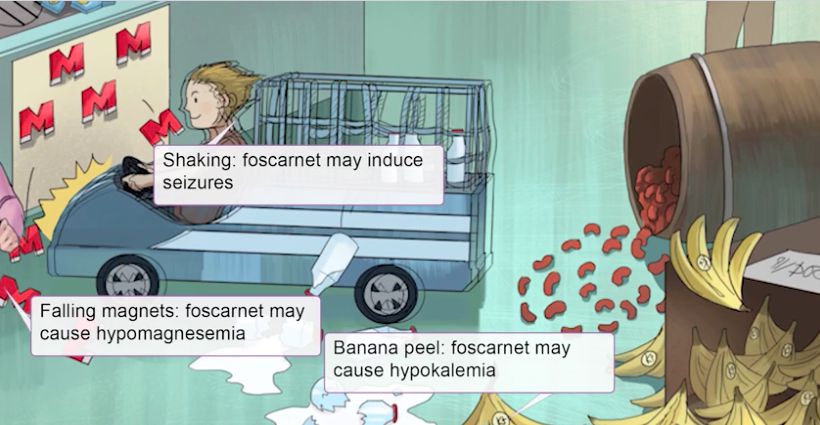 M
M
M
M
M
Shaking: foscarnet may induce
seizures
M
M
Falling magnets: foscarnet may
cause hypomagnesemia
Banana peel: foscarnet may
cause hypokalemia